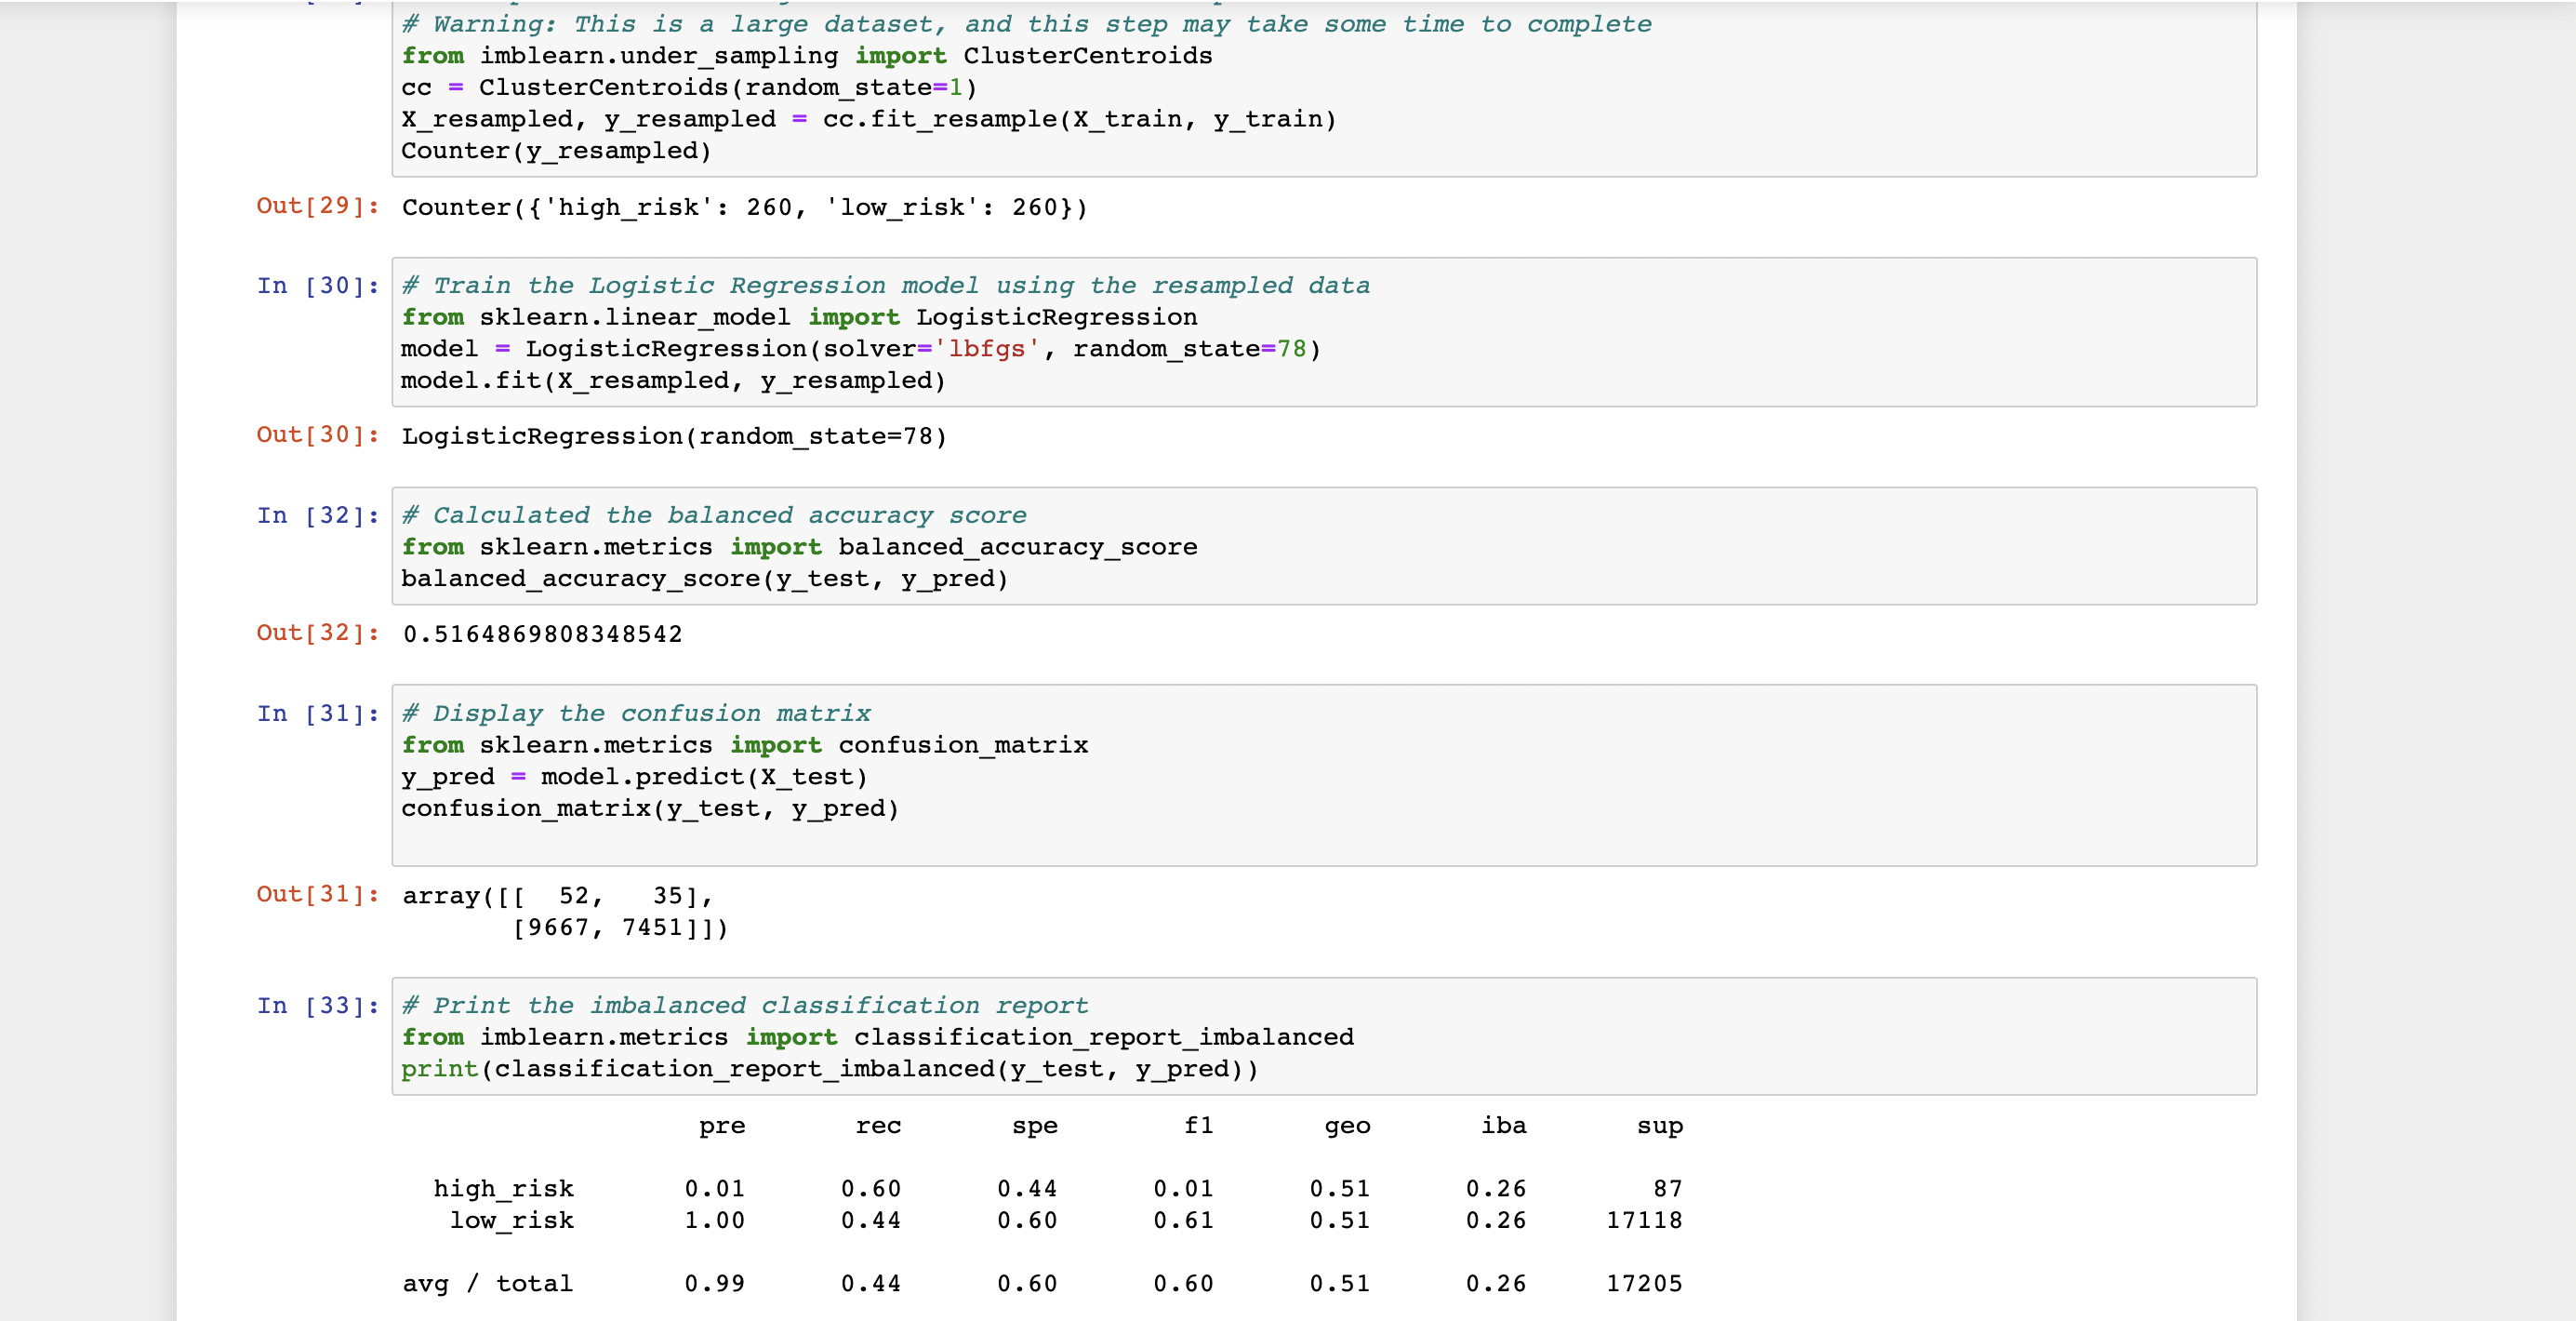 # Warning: This is a large dataset, and this step may take some time to complete
from imblearn.under_sampling import ClusterCentroids
cc = ClusterCentroids(random_state=1)
X_resampled, y_resampled = cc.fit_resample(X_train, y_train)
Counter(y_resampled)
Out[29]: Counter({'high_risk': 260, 'low_risk': 260})
In [30]: # Train the Logistic Regression model using the resampled data
from sklearn.linear_model import LogisticRegression
model = LogisticRegression(solver='lbfgs', random_state=78)
model.fit(X_resampled, y_resampled)
Out[30]: LogisticRegression(random_state=78)
In [32]: # Calculated the balanced accuracy score
from sklearn.metrics import balanced_accuracy_score
balanced_accuracy_score(y_test, y_pred)
Out[32]: 0.5164869808348542
In [31]: # Display the confusion matrix
from sklearn.metrics import confusion_matrix
y_pred = model.predict(X_test)
confusion_matrix(y_test, y_pred)
Out[31]: array([[  52,   35],
       [9667, 7451]])
In [33]: # Print the imbalanced classification report
from imblearn.metrics import classification_report_imbalanced
print(classification_report_imbalanced(y_test, y_pred))
pre rec spe f1 geo iba sup
high_risk 0.01 0.60 0.44 0.01 0.51 0.26 87
low_risk 1.00 0.44 0.60 0.61 0.51 0.26 17118
avg / total 0.99 0.44 0.60 0.60 0.51 0.26 17205